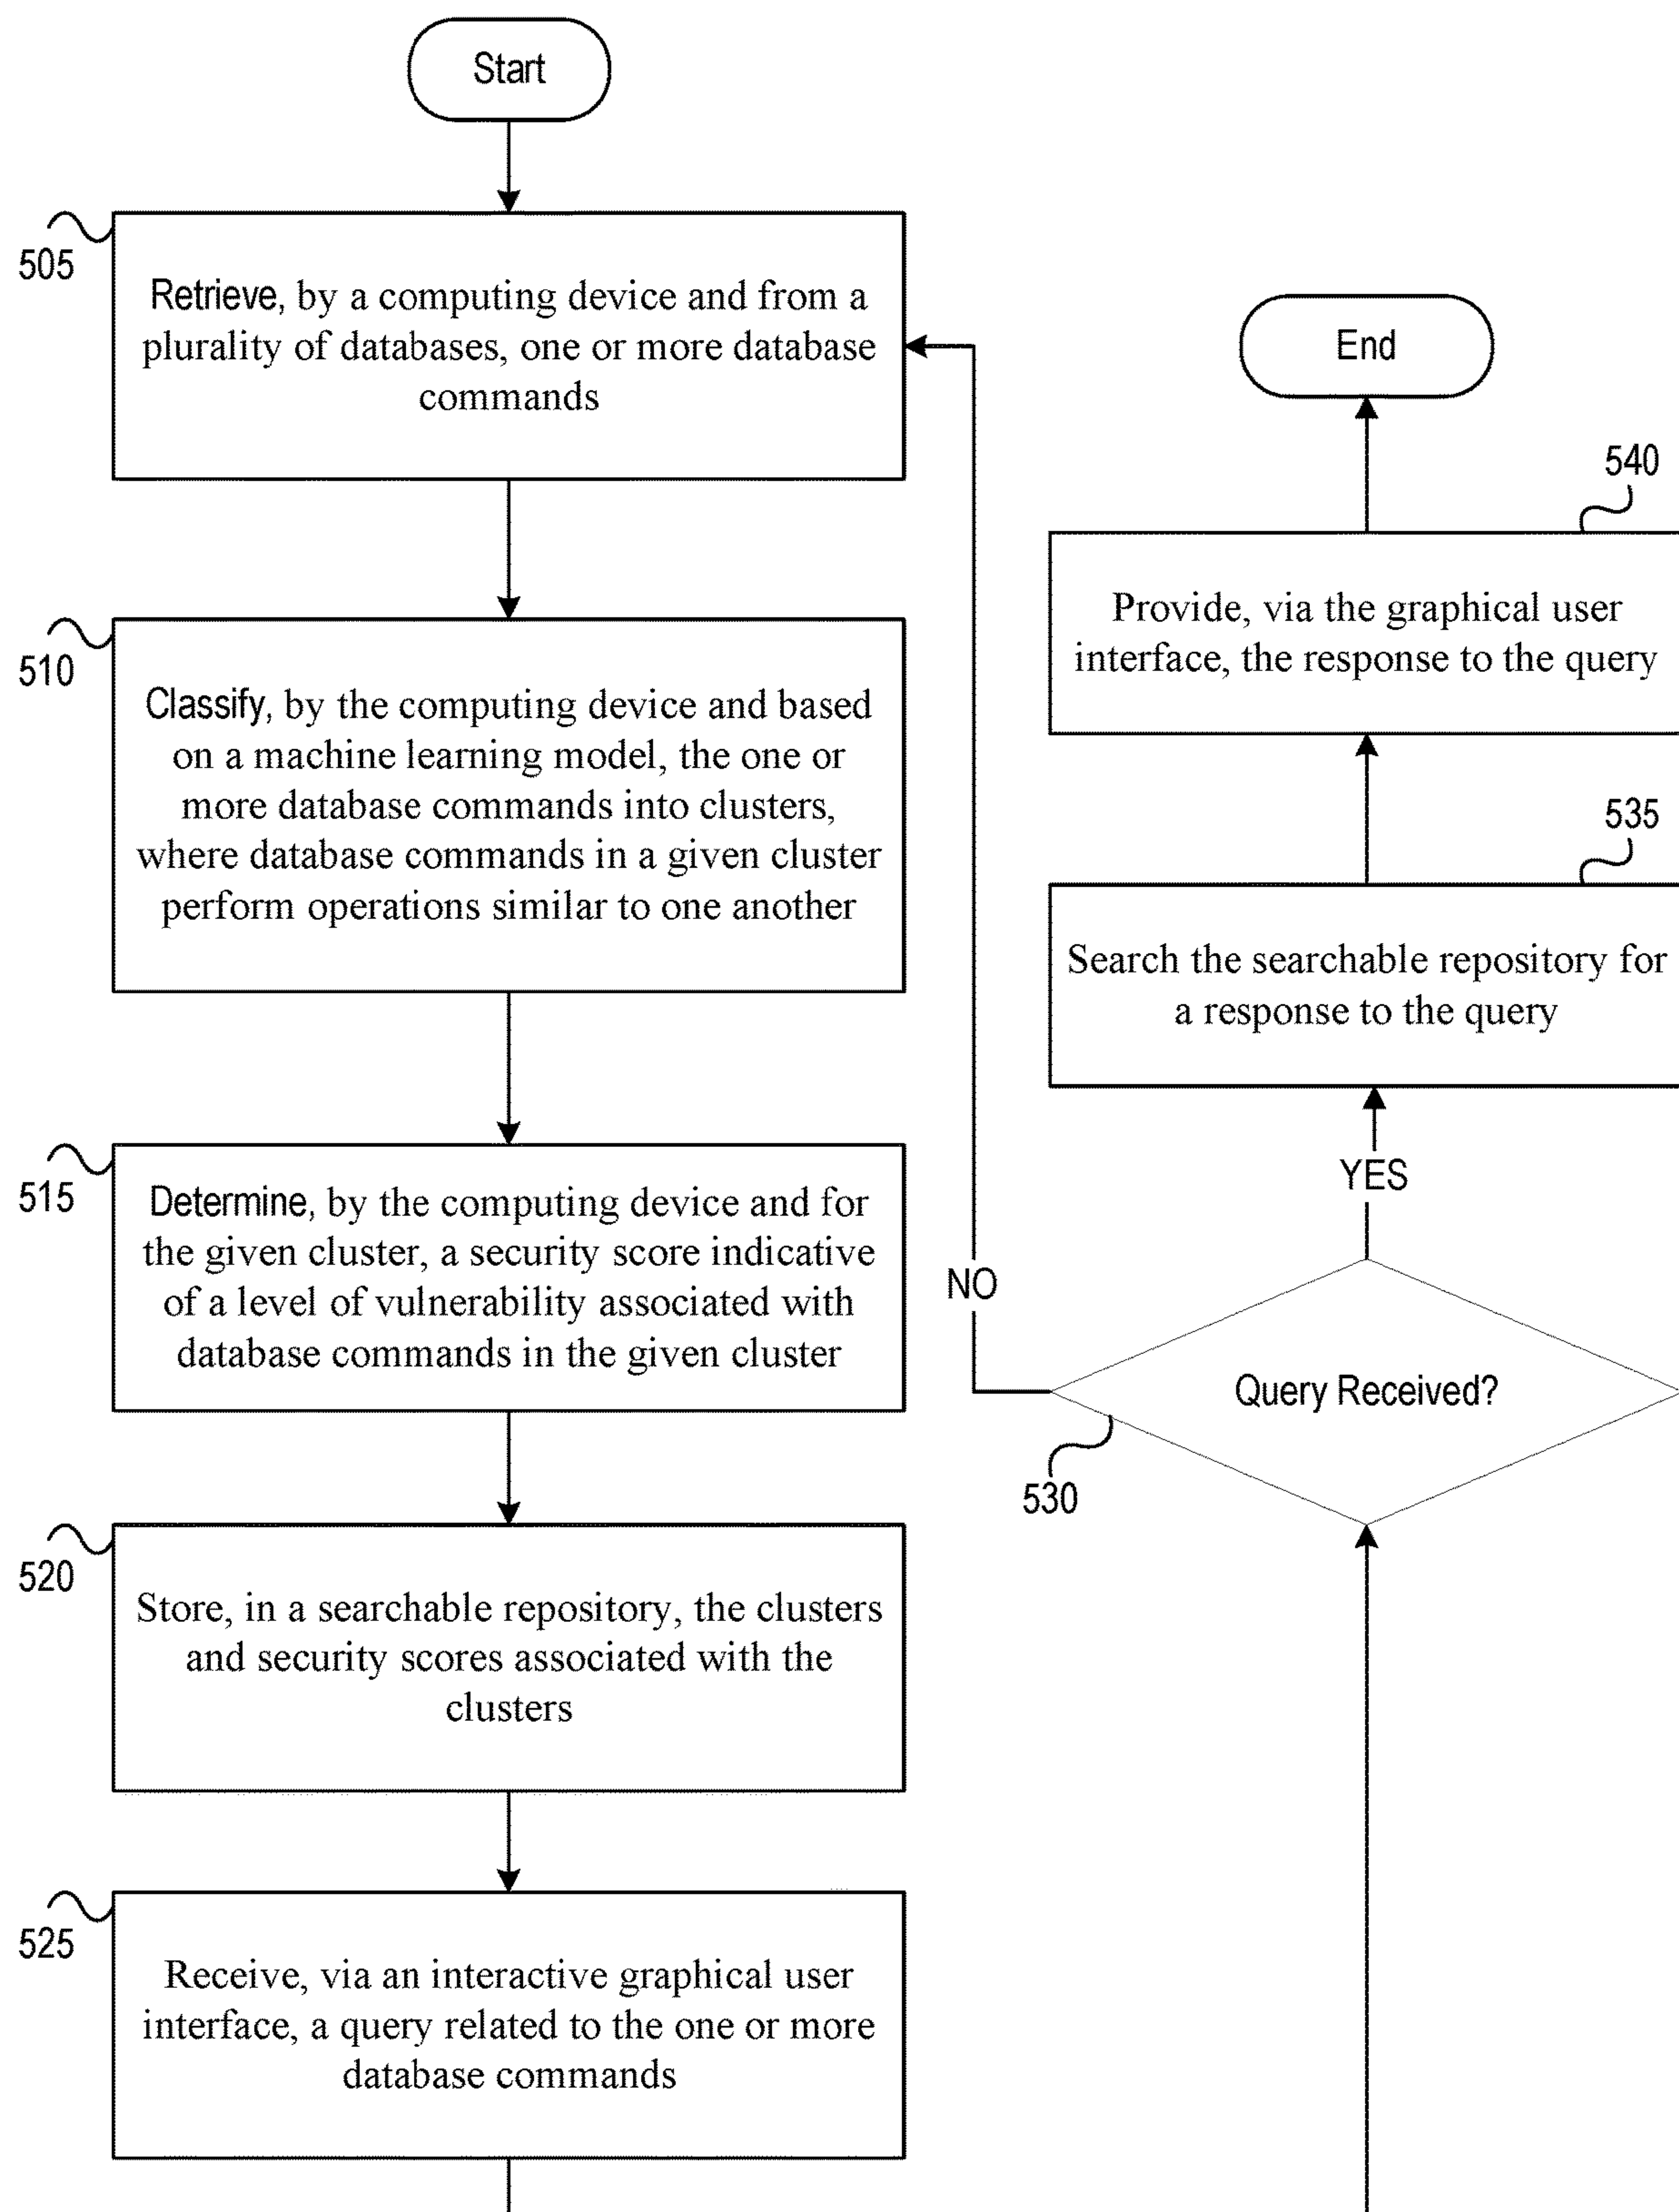 Start
505
Retrieve, by a computing device and from a
plurality of databases, one or more database
commands
510
Classify, by the computing device and based
on a machine learning model, the one or
more database commands into clusters,
where database commands in a given cluster
perform operations similar to one another
515
Determine, by the computing device and for
the given cluster, a security score indicative
of a level of vulnerability associated with
database commands in the given cluster
520
Store, in a searchable repository, the clusters
and security scores associated with the
clusters
525
Receive, via an interactive graphical user
interface, a query related to the one or more
database commands
530
Query Received?
NO
YES
535
Search the searchable repository for
a response to the query
540
Provide, via the graphical user
interface, the response to the query
End